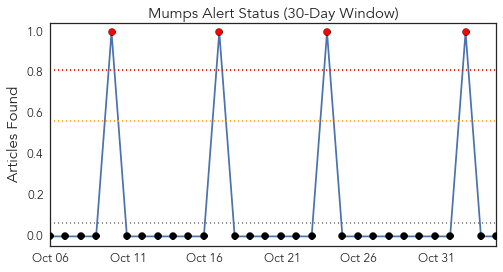 Mumps Alert Status (30-Day Window)
Articles Found
1.0
0.8
0.6
0.4
0.2
0.0
Oct 06 Oct 11 Oct 16 Oct 21 Oct 26 Oct 31